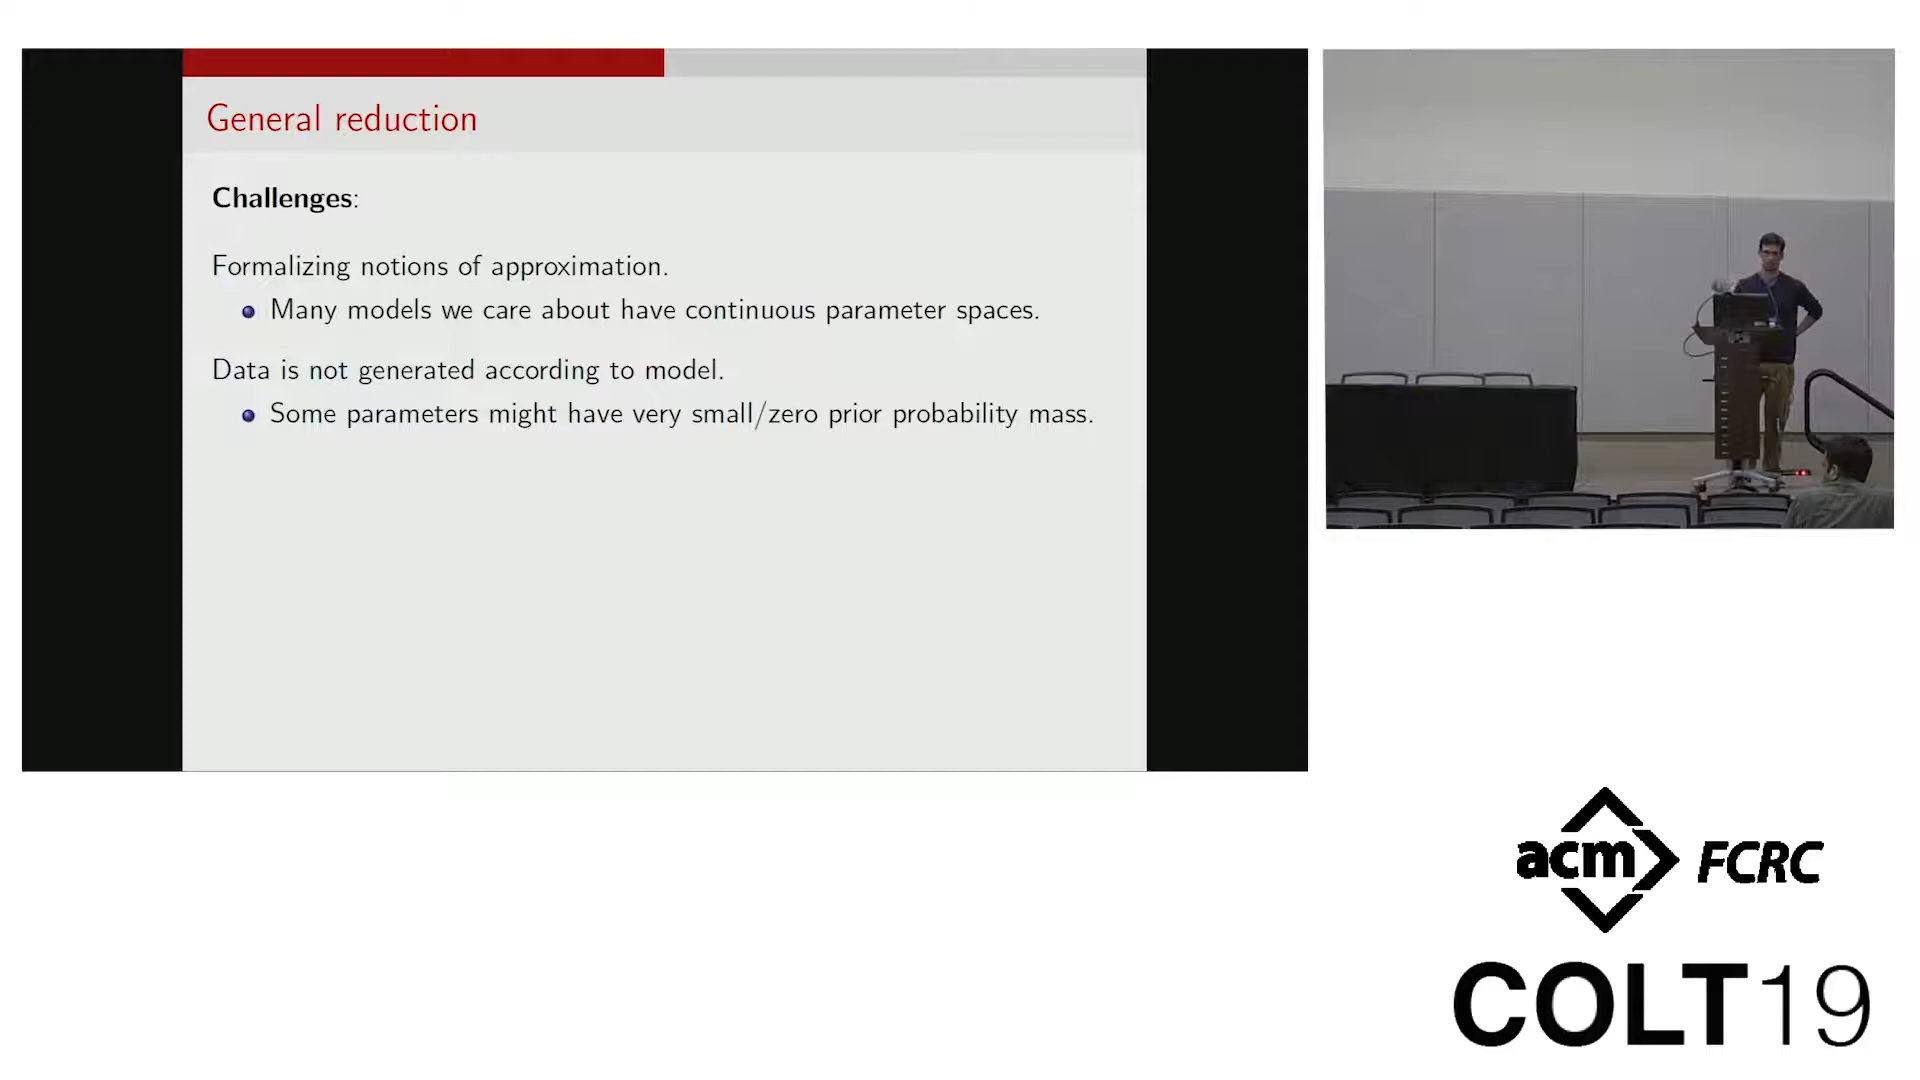 General reduction
Challenges:
Formalizing notions of approximation.
Many models we care about have continuous parameter spaces.
Data is not generated according to model.
Some parameters might have very small/zero prior probability mass.
acm FCRC
COLT19